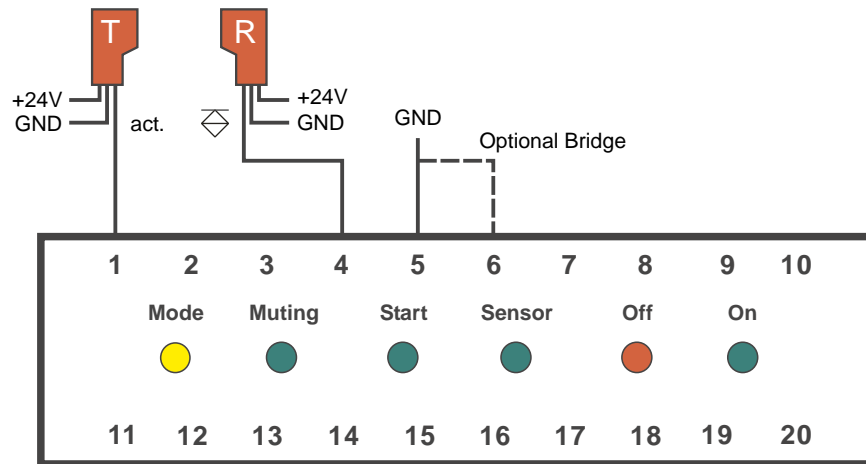 T R
+24V
GND
act.
+24V
GND
GND
Optional Bridge
1 2 3 4 5 6 7 8 9 10
Mode Muting Start Sensor Off On
11 12 13 14 15 16 17 18 19 20